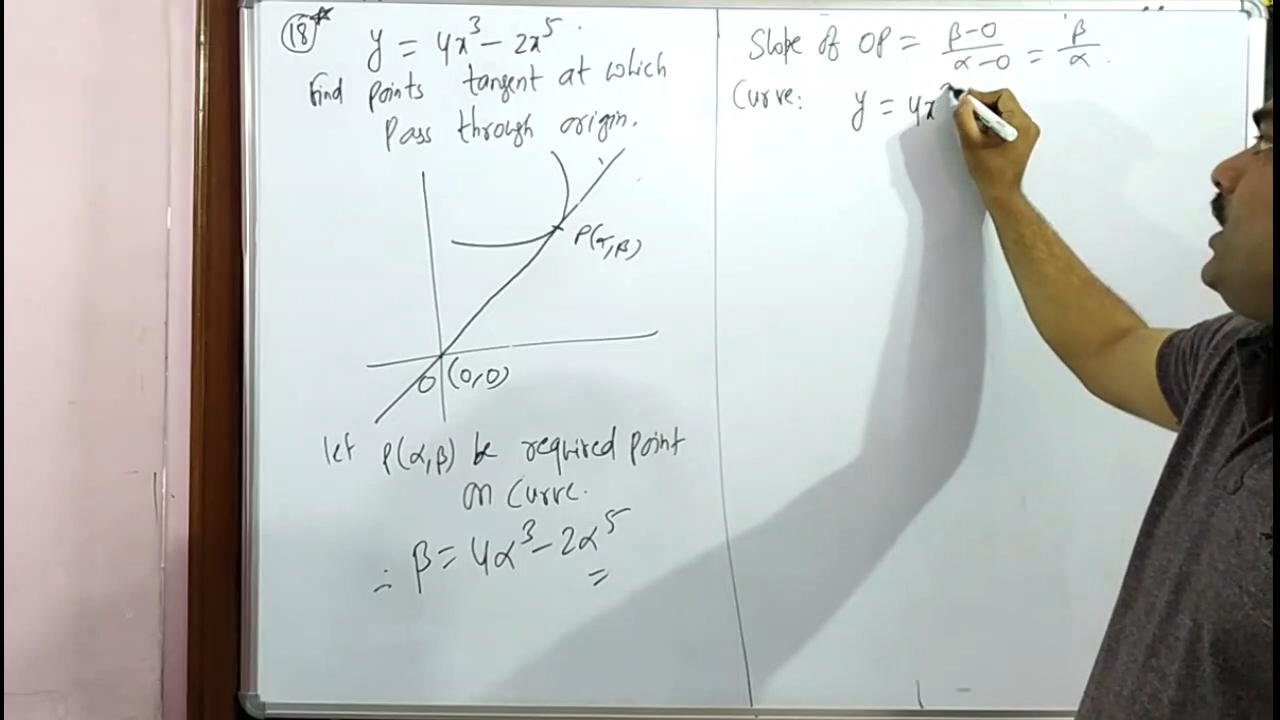 (18)* y = 4x³ − 2x⁵.
Find points tangent at which
pass through origin.
P(α,β)
O (0,0)
let P(α,β) be required point
on curve.
∴ β = 4α³ − 2α⁵
Slope of OP = β−0/α−0 = β/α.
Curve: y = 4x